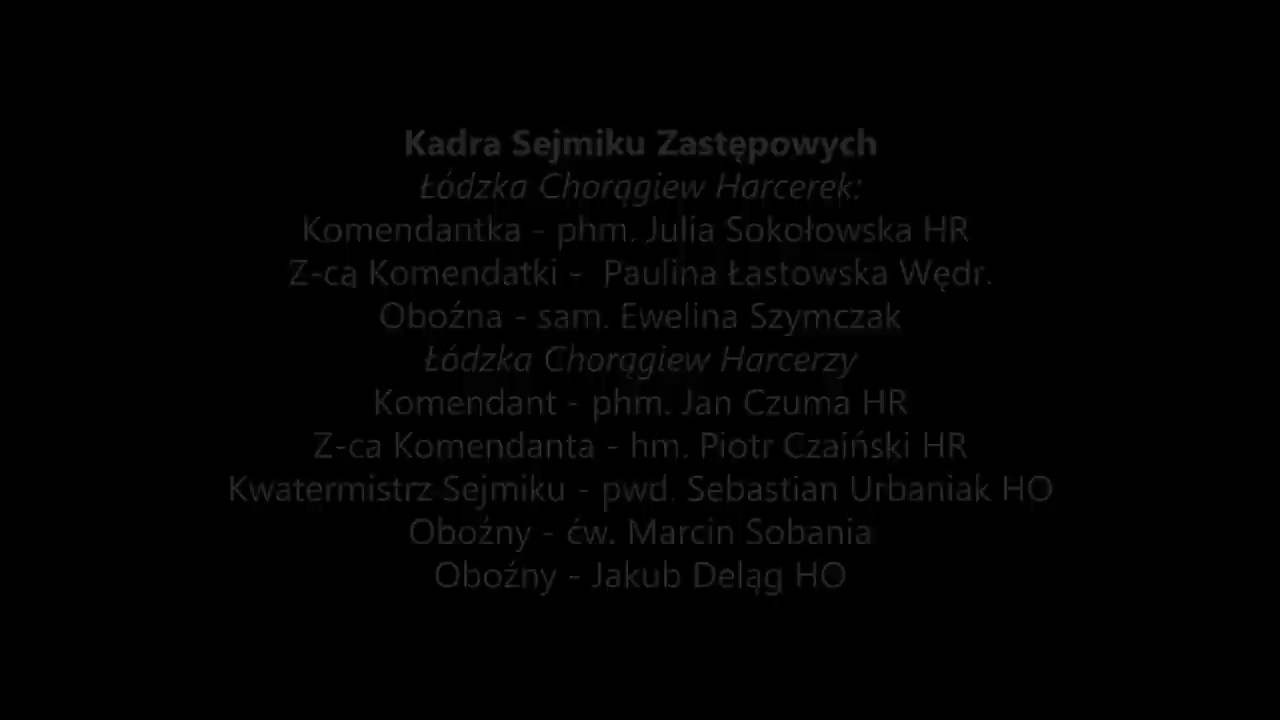 Kadra Sejmiku Zastępowych
Łódzka Chorągiew Harcerek:
Komendantka - phm. Julia Sokołowska HR
Z-cą Komendatki - Paulina Łastowska Wędr.
Oboźna - sam. Ewelina Szymczak
Łódzka Chorągiew Harcerzy
Komendant - phm. Jan Czuma HR
Z-ca Komendanta - hm. Piotr Czaiński HR
Kwatermistrz Sejmiku - pwd. Sebastian Urbaniak HO
Oboźny - ćw. Marcin Sobania
Oboźny - Jakub Deląg HO